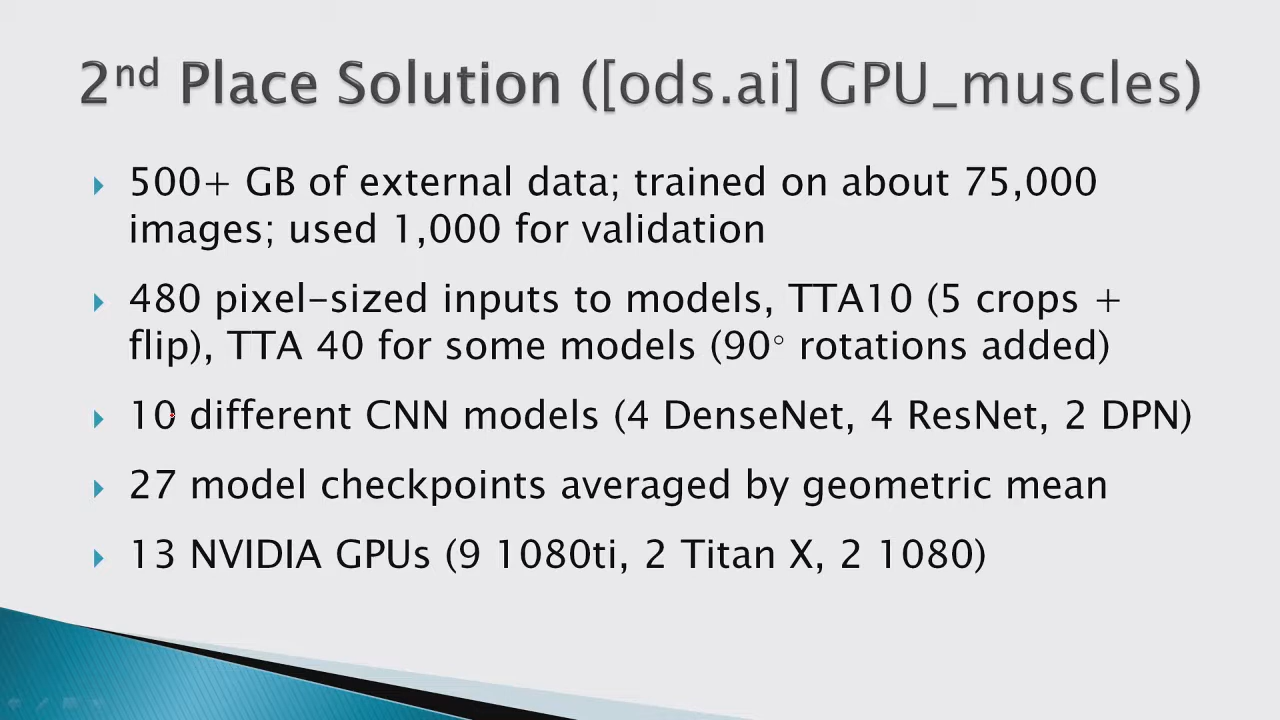 2nd Place Solution ([ods.ai] GPU_muscles)
500+ GB of external data; trained on about 75,000
images; used 1,000 for validation
480 pixel-sized inputs to models, TTA10 (5 crops +
flip), TTA 40 for some models (90° rotations added)
10 different CNN models (4 DenseNet, 4 ResNet, 2 DPN)
27 model checkpoints averaged by geometric mean
13 NVIDIA GPUs (9 1080ti, 2 Titan X, 2 1080)